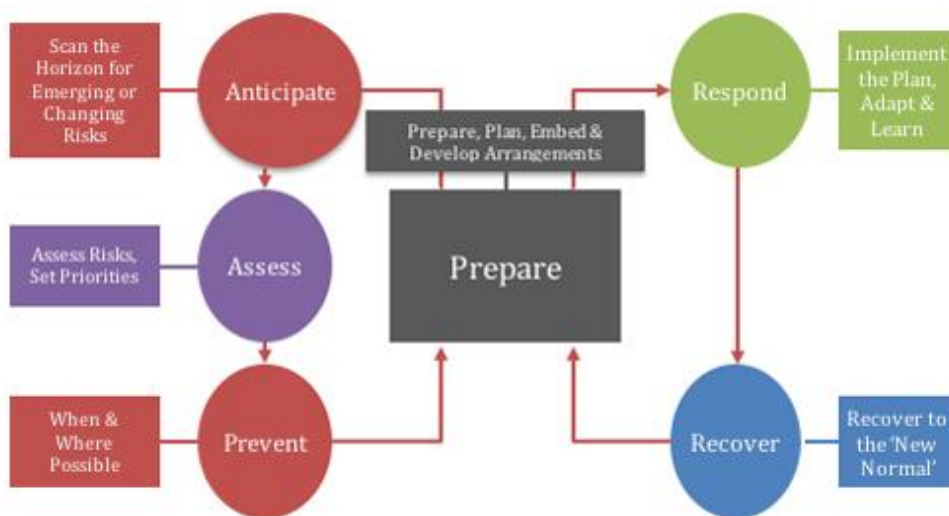 Scan the
Horizon for
Emerging or
Changing
Risks
Anticipate
Prepare, Plan, Embed &
Develop Arrangements
Respond
Implement
the Plan,
Adapt &
Learn
Assess Risks,
Set Priorities
Assess
Prepare
When &
Where
Possible
Prevent
Recover
Recover to
the ‘New
Normal’